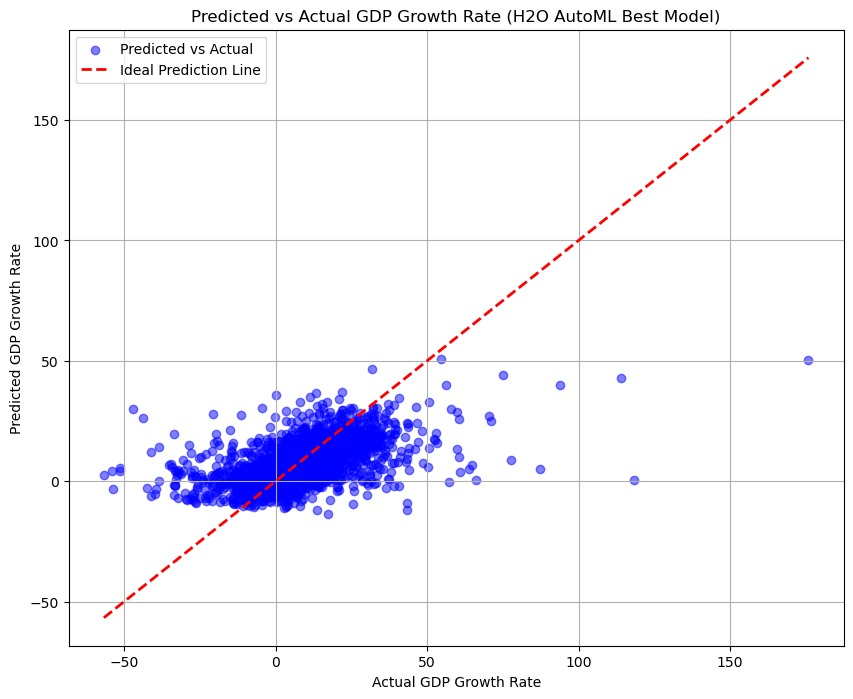 Predicted vs Actual GDP Growth Rate (H2O AutoML Best Model)
Predicted vs Actual
Ideal Prediction Line
Predicted GDP Growth Rate
150
100
50
0
−50
−50
0
50
100
150
Actual GDP Growth Rate